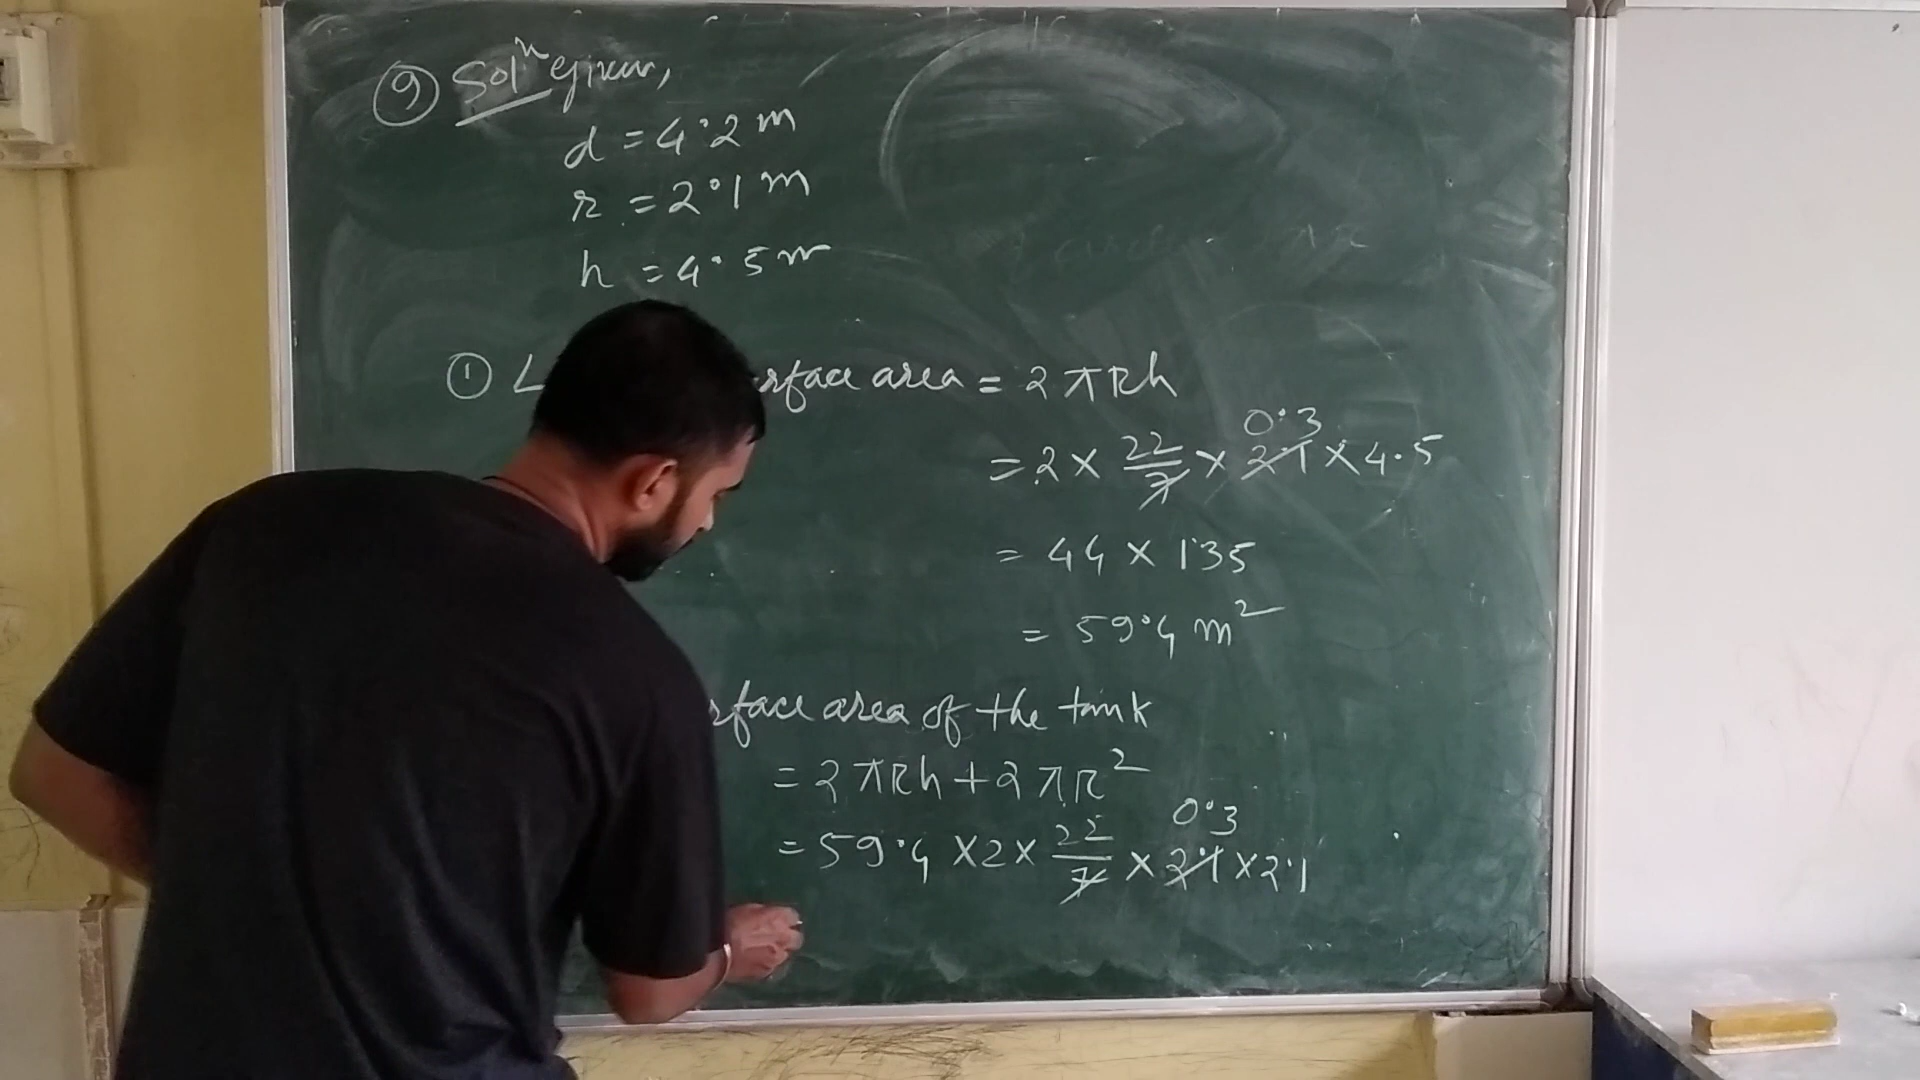 9 Solⁿ given,
d = 4.2 m
r = 2.1 m
h = 4.5 m
① L rface area = 2πRh
0.3
= 2 × 22/7 × 2.1 × 4.5
= 44 × 1.35
= 59.4 m²
rface area of the tank
= 2πRh + 2πR²
0.3
= 59.4 × 2 × 22/7 × 2.1 × 2.1